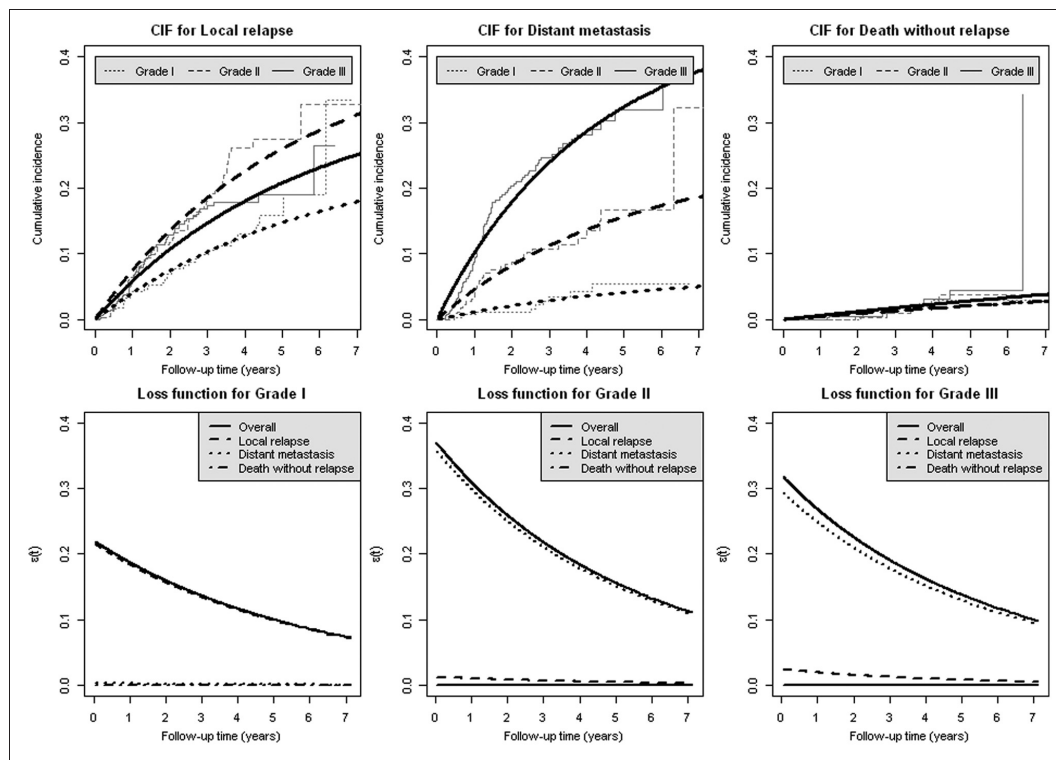 CIF for Local relapse
Cumulative incidence
0.4
0.3
0.2
0.1
0.0
Grade I Grade II Grade III
0 1 2 3 4 5 6 7
Follow-up time (years)
CIF for Distant metastasis
Cumulative incidence
0.4
0.3
0.2
0.1
0.0
Grade I Grade II Grade III
0 1 2 3 4 5 6 7
Follow-up time (years)
CIF for Death without relapse
Cumulative incidence
0.4
0.3
0.2
0.1
0.0
Grade I Grade II Grade III
0 1 2 3 4 5 6 7
Follow-up time (years)
Loss function for Grade I
ε(t)
0.4
0.3
0.2
0.1
0.0
Overall
Local relapse
Distant metastasis
Death without relapse
0 1 2 3 4 5 6 7
Follow-up time (years)
Loss function for Grade II
ε(t)
0.4
0.3
0.2
0.1
0.0
Overall
Local relapse
Distant metastasis
Death without relapse
0 1 2 3 4 5 6 7
Follow-up time (years)
Loss function for Grade III
ε(t)
0.4
0.3
0.2
0.1
0.0
Overall
Local relapse
Distant metastasis
Death without relapse
0 1 2 3 4 5 6 7
Follow-up time (years)